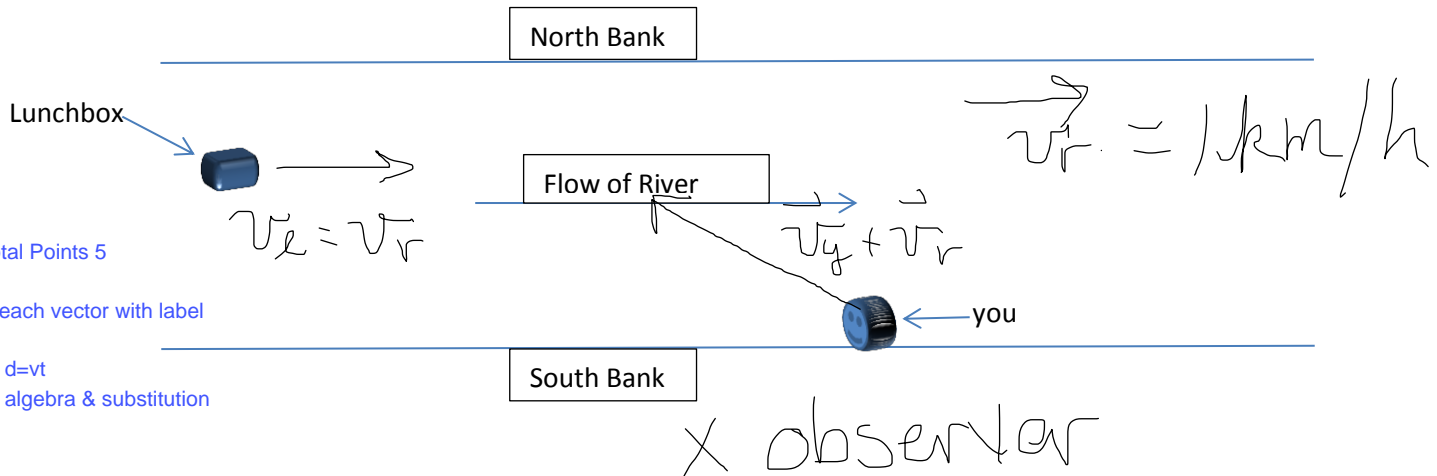 North Bank
Lunchbox
v⃗r = 1km/h
Flow of River
vl = vr
v⃗y + v⃗r
tal Points 5
each vector with label
you
d=vt
South Bank
algebra & substitution
x observer